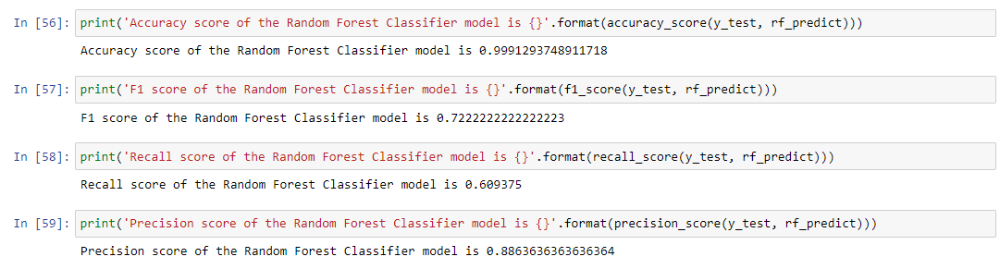 In [56]: print('Accuracy score of the Random Forest Classifier model is {}'.format(accuracy_score(y_test, rf_predict)))
Accuracy score of the Random Forest Classifier model is 0.9991293748911718
In [57]: print('F1 score of the Random Forest Classifier model is {}'.format(f1_score(y_test, rf_predict)))
F1 score of the Random Forest Classifier model is 0.7222222222222223
In [58]: print('Recall score of the Random Forest Classifier model is {}'.format(recall_score(y_test, rf_predict)))
Recall score of the Random Forest Classifier model is 0.609375
In [59]: print('Precision score of the Random Forest Classifier model is {}'.format(precision_score(y_test, rf_predict)))
Precision score of the Random Forest Classifier model is 0.8863636363636364